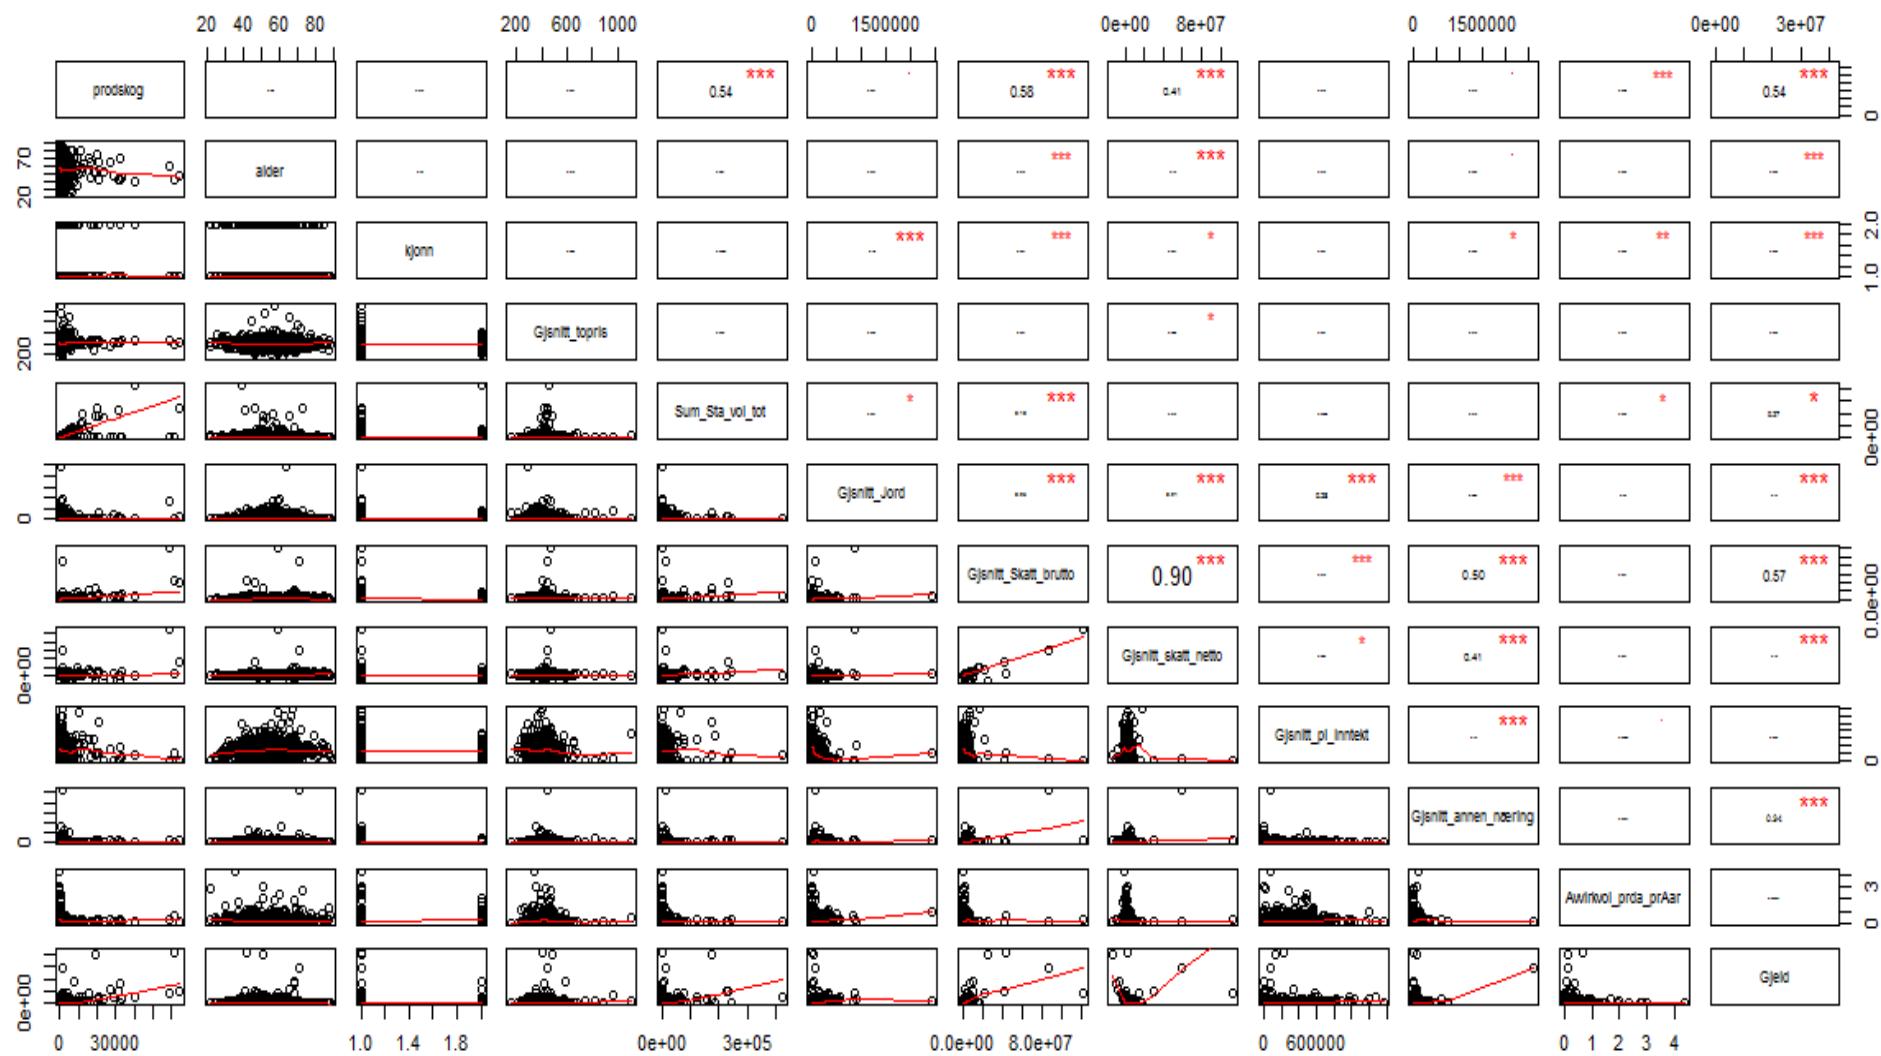 20 40 60 80 200 600 1000 0 1500000 0e+00 8e+07 0 1500000 0e+00 3e+07
prodskog --- --- --- 0.54 *** --- . 0.58 *** 0.41 *** --- --- . --- *** 0.54 *** 0
20 70 alder --- --- --- --- --- *** --- *** --- --- . --- --- ***
kjonn --- --- --- *** --- *** --- * --- --- * --- ** --- *** 1.0 2.0
200 Gjsnitt_topris --- --- --- --- * --- --- --- ---
Sum_Sta_vol_tot --- * *** --- --- --- --- * * 0e+00
0 Gjsnitt_Jord *** *** *** --- *** --- --- ***
Gjsnitt_Skatt_brutto 0.90 *** --- *** 0.50 *** --- 0.57 *** 0.0e+00
0e+00 Gjsnitt_skatt_netto --- * 0.41 *** --- --- ***
Gjsnitt_pi_inntekt --- *** --- . --- 0
0 Gjsnitt_annen_næring --- ***
Awirkvol_prda_prAar --- 0 3
0e+00 Gjeld
0 30000 1.0 1.4 1.8 0e+00 3e+05 0.0e+00 8.0e+07 0 600000 0 1 2 3 4